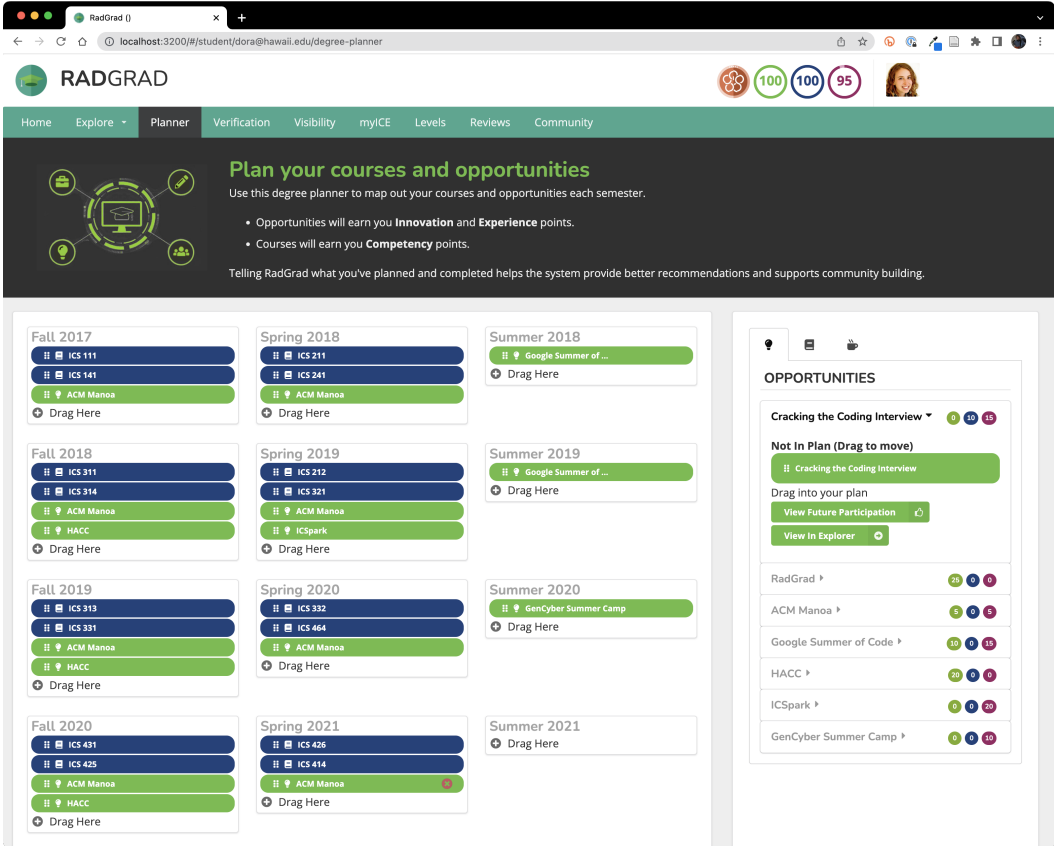 RadGrad ()
localhost:3200/#/student/dora@hawaii.edu/degree-planner
RADGRAD
100 100 95
Home Explore Planner Verification Visibility myICE Levels Reviews Community
Plan your courses and opportunities
Use this degree planner to map out your courses and opportunities each semester.
• Opportunities will earn you Innovation and Experience points.
• Courses will earn you Competency points.
Telling RadGrad what you've planned and completed helps the system provide better recommendations and supports community building.
Fall 2017
ICS 111
ICS 141
ACM Manoa
Drag Here
Spring 2018
ICS 211
ICS 241
ACM Manoa
Drag Here
Summer 2018
Google Summer of ...
Drag Here
Fall 2018
ICS 311
ICS 314
ACM Manoa
HACC
Drag Here
Spring 2019
ICS 212
ICS 321
ACM Manoa
ICSpark
Drag Here
Summer 2019
Google Summer of ...
Drag Here
Fall 2019
ICS 313
ICS 331
ACM Manoa
HACC
Drag Here
Spring 2020
ICS 332
ICS 464
ACM Manoa
Drag Here
Summer 2020
GenCyber Summer Camp
Drag Here
Fall 2020
ICS 431
ICS 425
ACM Manoa
HACC
Drag Here
Spring 2021
ICS 426
ICS 414
ACM Manoa
Drag Here
Summer 2021
Drag Here
OPPORTUNITIES
Cracking the Coding Interview 0 10 15
Not In Plan (Drag to move)
Cracking the Coding Interview
Drag into your plan
View Future Participation
View In Explorer
RadGrad 25 0 0
ACM Manoa 5 0 5
Google Summer of Code 10 0 15
HACC 20 0 0
ICSpark 0 0 20
GenCyber Summer Camp 0 0 10